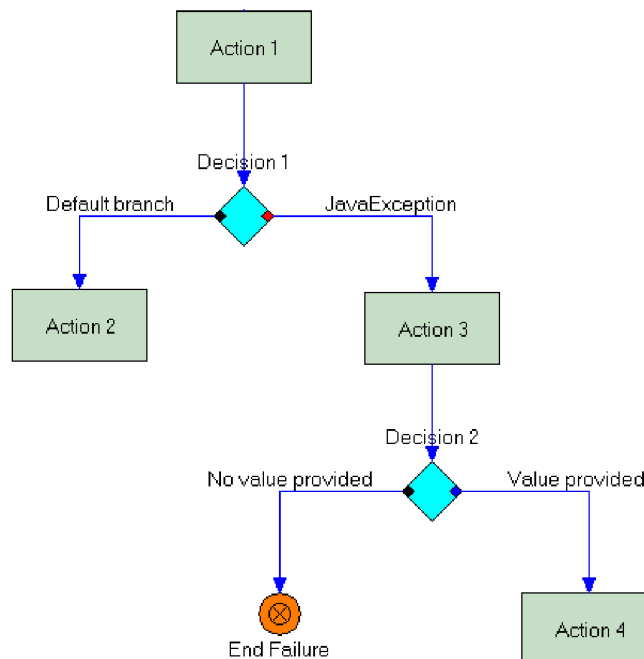 Action 1
Decision 1
Default branch
JavaException
Action 2
Action 3
Decision 2
No value provided
Value provided
Action 4
End Failure